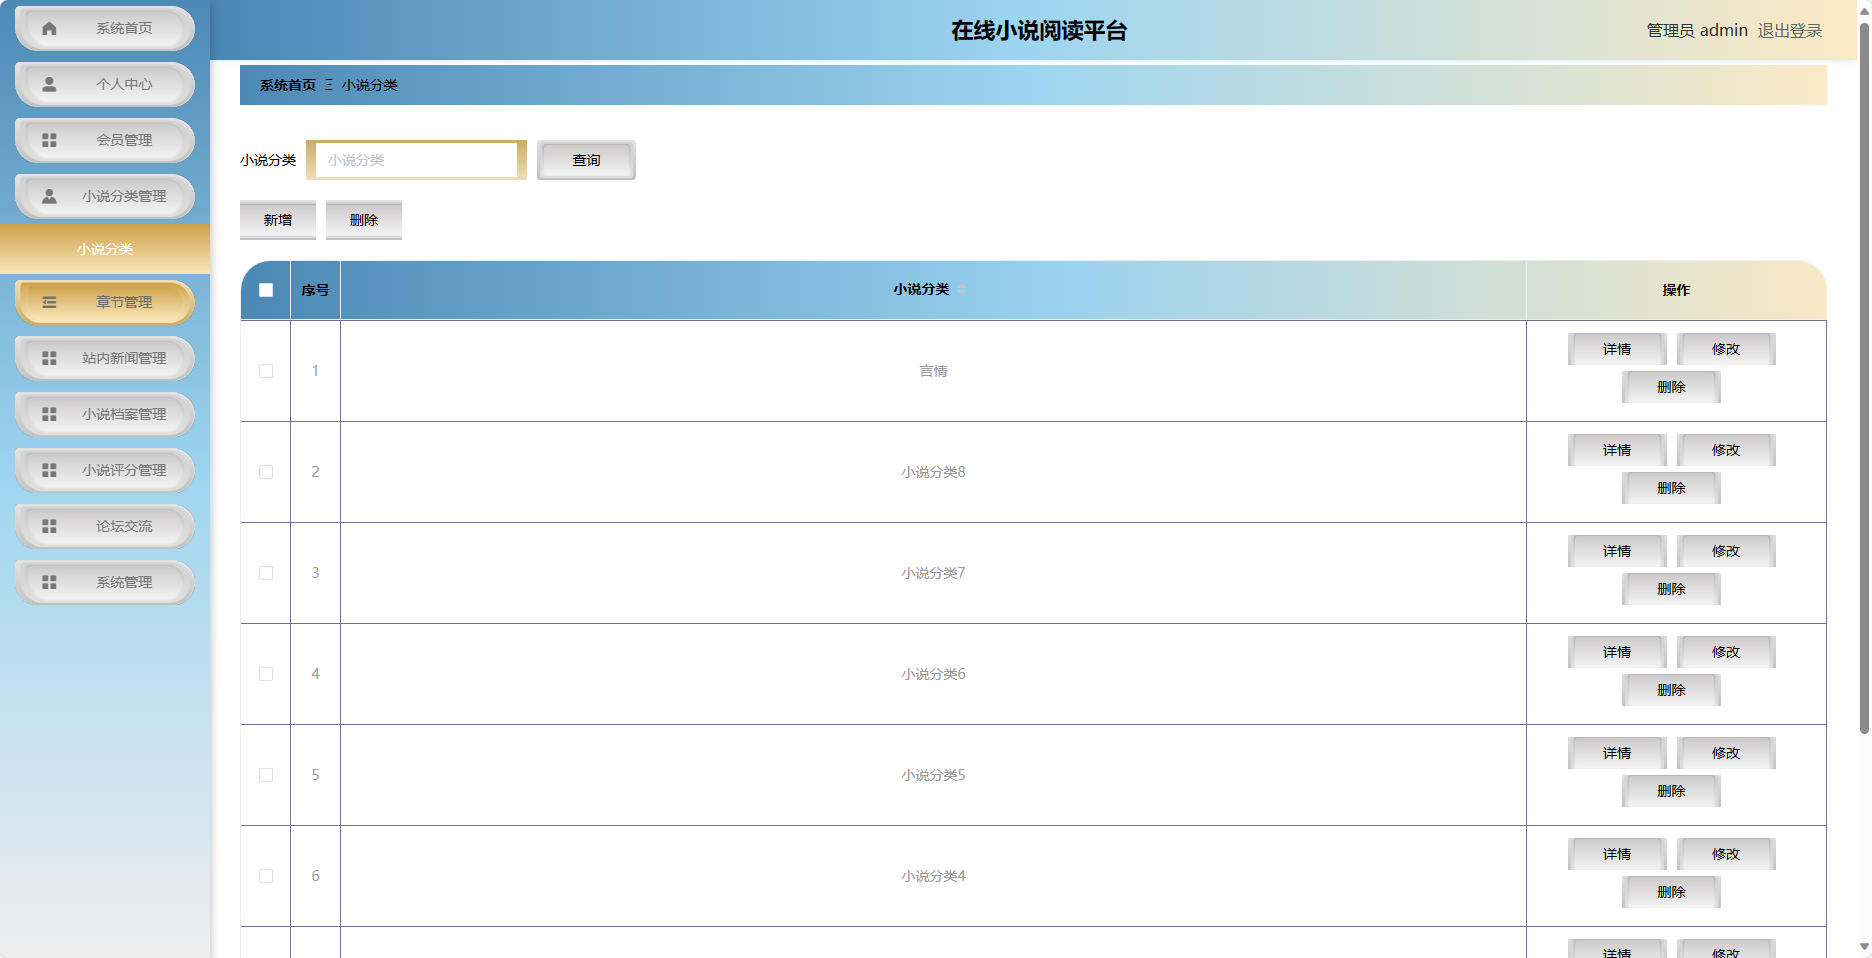 在线小说阅读平台
管理员 admin 退出登录
系统首页
个人中心
会员管理
小说分类管理
小说分类
章节管理
站内新闻管理
小说档案管理
小说评分管理
论坛交流
系统管理
系统首页 Ξ 小说分类
小说分类 小说分类 查询
新增 删除
序号 小说分类 操作
1 言情 详情 修改
删除
2 小说分类8 详情 修改
删除
3 小说分类7 详情 修改
删除
4 小说分类6 详情 修改
删除
5 小说分类5 详情 修改
删除
6 小说分类4 详情 修改
删除
详情 修改